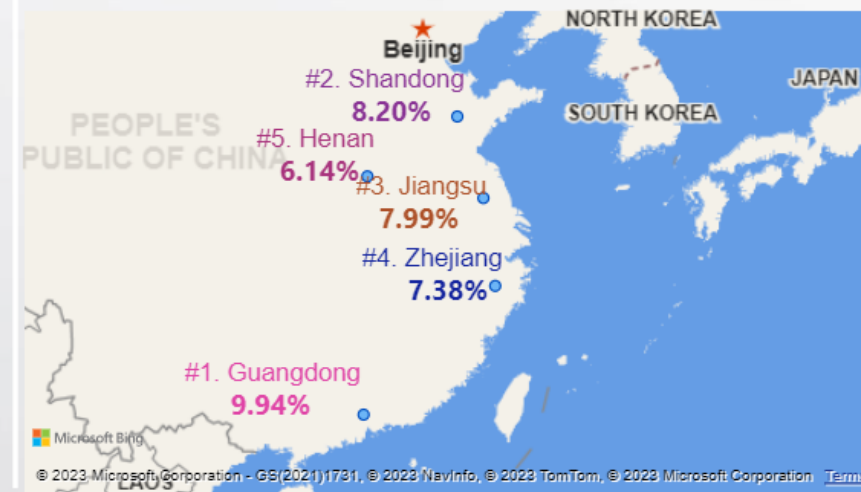 NORTH KOREA
Beijing
#2. Shandong
8.20%
JAPAN
SOUTH KOREA
PEOPLE'S
PUBLIC OF CHINA
#5. Henan
6.14%
#3. Jiangsu
7.99%
#4. Zhejiang
7.38%
#1. Guangdong
9.94%
Microsoft Bing
© 2023 Microsoft Corporation - GS(2021)1731, © 2023 NavInfo, © 2023 TomTom, © 2023 Microsoft Corporation Term
LAOS